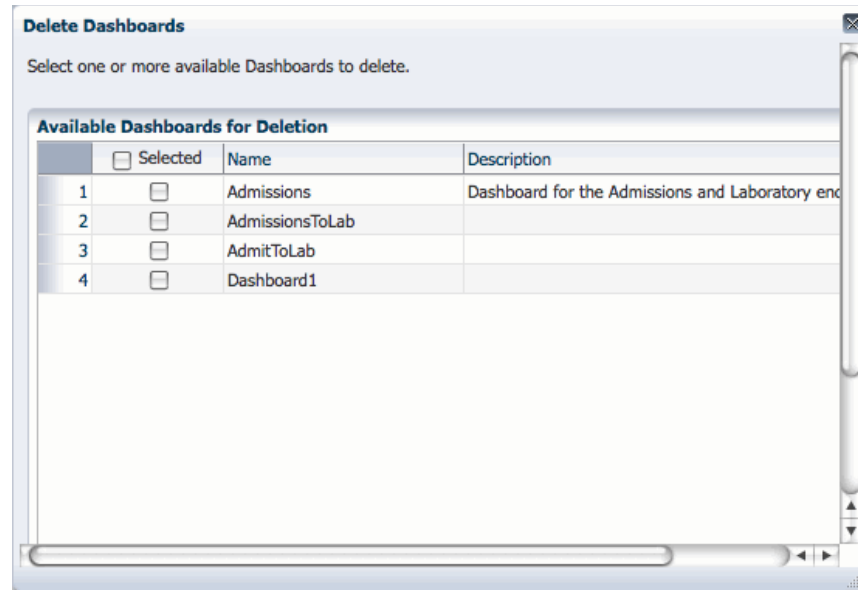 Delete Dashboards
Select one or more available Dashboards to delete.
Available Dashboards for Deletion
Selected Name Description
1 Admissions Dashboard for the Admissions and Laboratory
2 AdmissionsToLab
3 AdmitToLab
4 Dashboard1